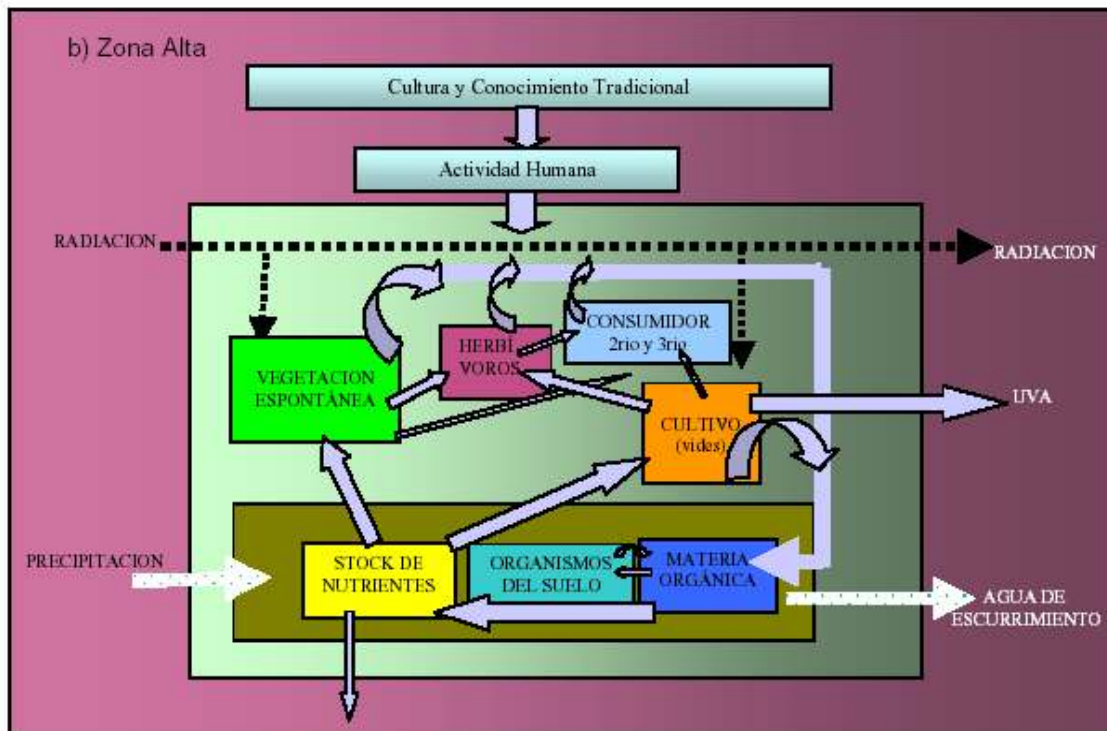 b) Zona Alta
Cultura y Conocimiento Tradicional
Actividad Humana
RADIACION
RADIACION
CONSUMIDOR
2rio y 3rio
HERBÍ
VOROS
VEGETACION
ESPONTÁNEA
UVA
CULTIVO
(vides)
PRECIPITACION
STOCK DE
NUTRIENTES
ORGANISMOS
DEL SUELO
MATERIA
ORGÁNICA
AGUA DE
ESCURRIMIENTO